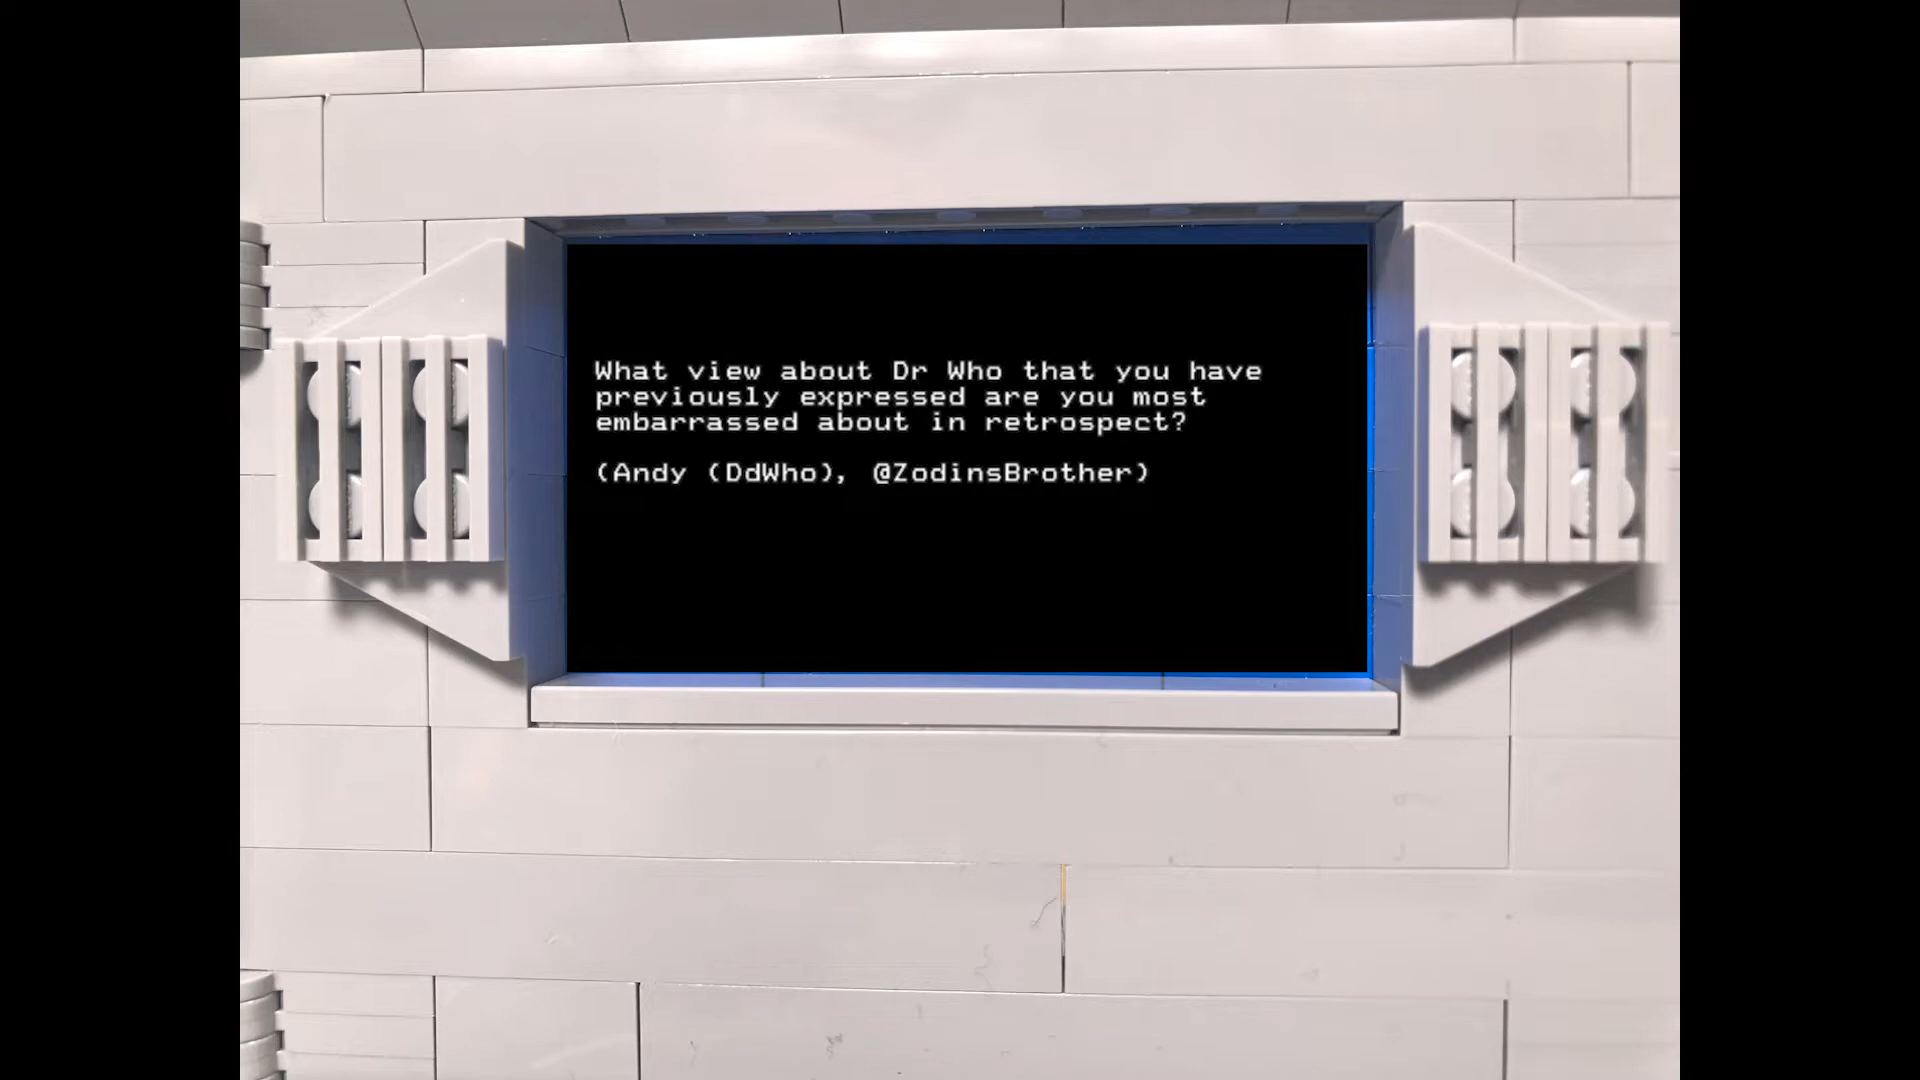 What view about Dr Who that you have
previously expressed are you most
embarrassed about in retrospect?
(Andy (DdWho), @ZodinsBrother)